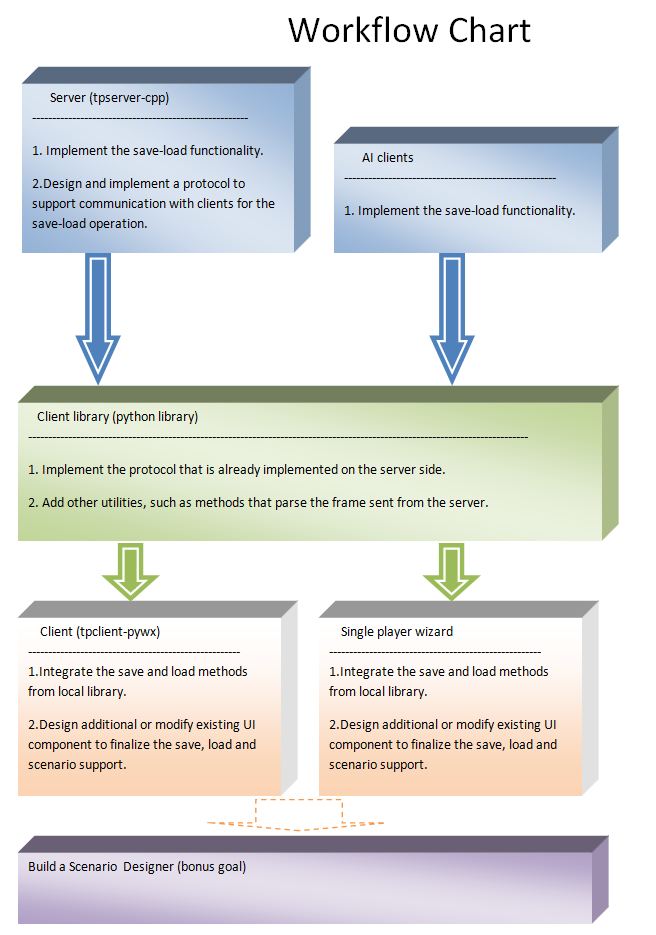 Workflow Chart
Server (tpserver-cpp)
1. Implement the save-load functionality.
2.Design and implement a protocol to
support communication with clients for the
save-load operation.
AI clients
1. Implement the save-load functionality.
Client library (python library)
1. Implement the protocol that is already implemented on the server side.
2. Add other utilities, such as methods that parse the frame sent from the server.
Client (tpclient-pywx)
1.Integrate the save and load methods
from local library.
2.Design additional or modify existing UI
component to finalize the save, load and
scenario support.
Single player wizard
1.Integrate the save and load methods
from local library.
2.Design additional or modify existing UI
component to finalize the save, load and
scenario support.
Build a Scenario  Designer (bonus goal)